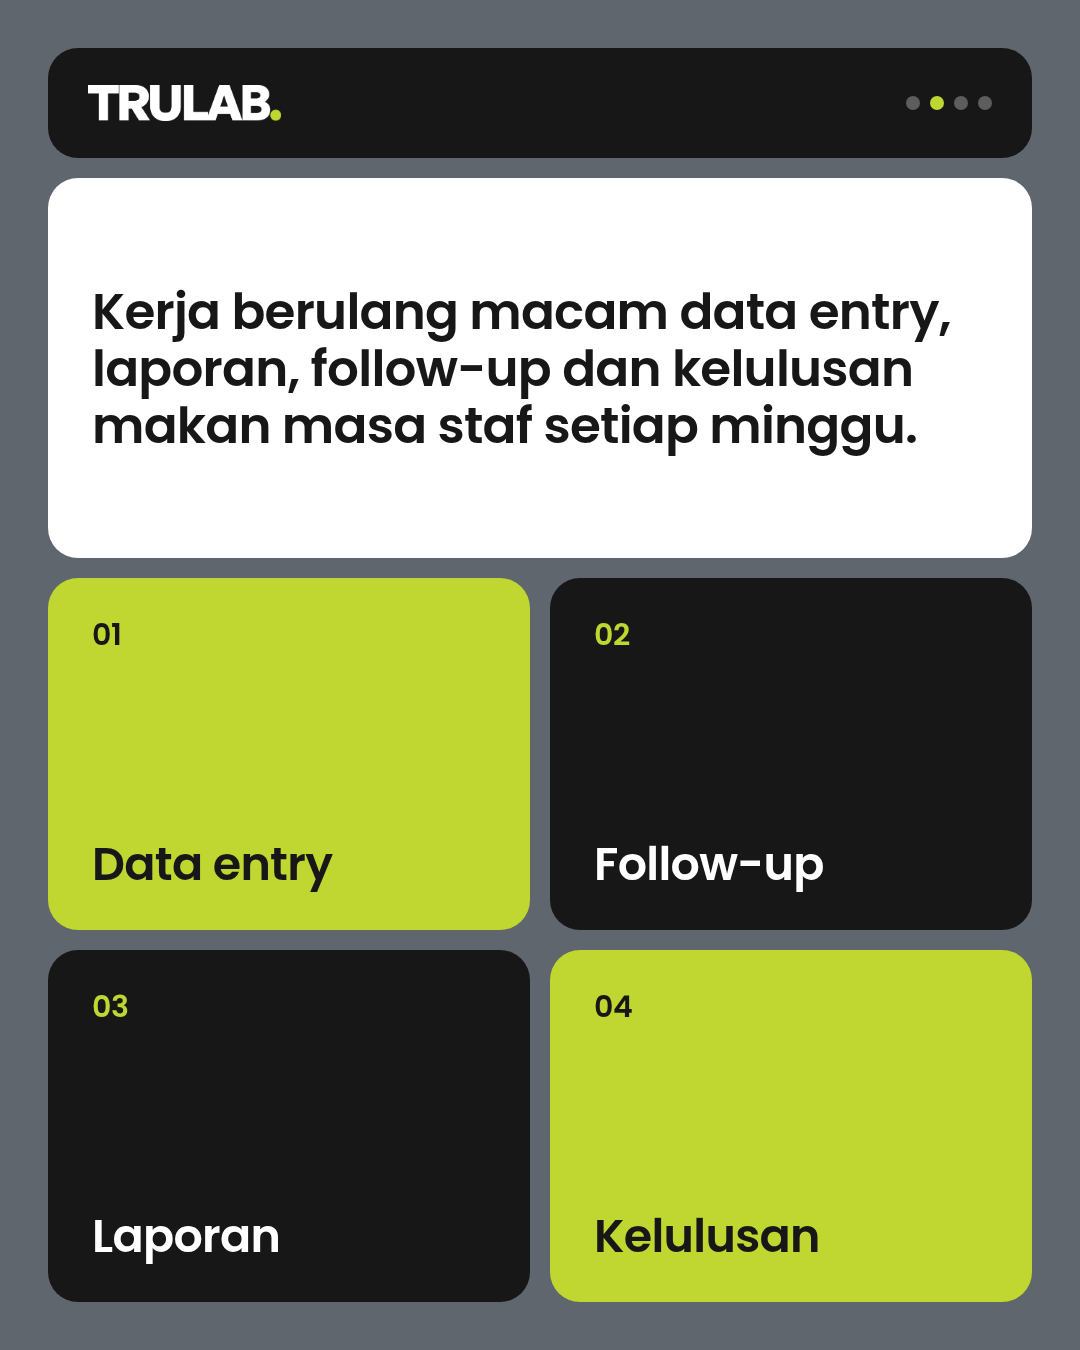 TRULAB.
Kerja berulang macam data entry,
laporan, follow-up dan kelulusan
makan masa staf setiap minggu.
01
Data entry
02
Follow-up
03
Laporan
04
Kelulusan